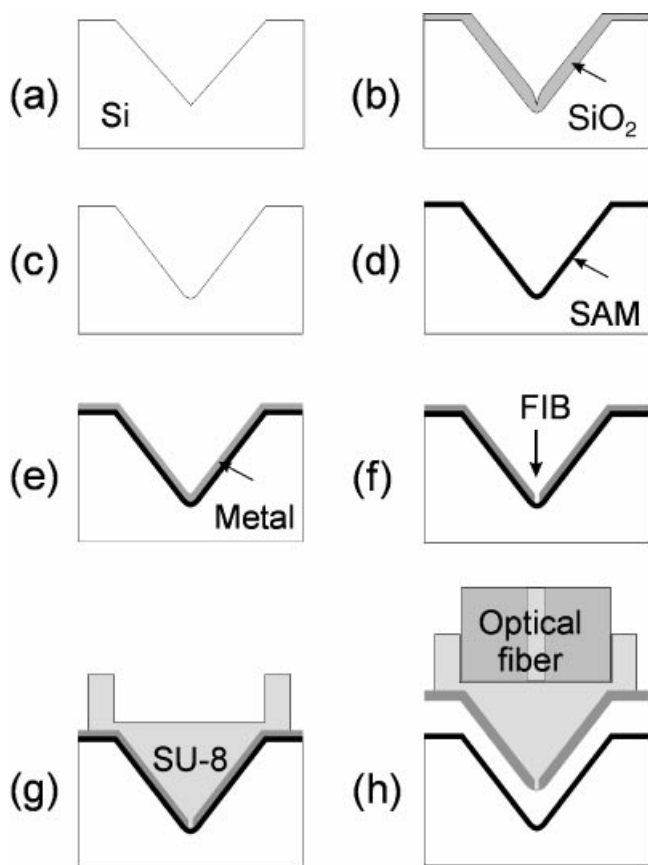 (a)
Si
(b)
SiO₂
(c)
(d)
SAM
(e)
Metal
(f)
FIB
(g)
SU-8
(h)
Optical
fiber